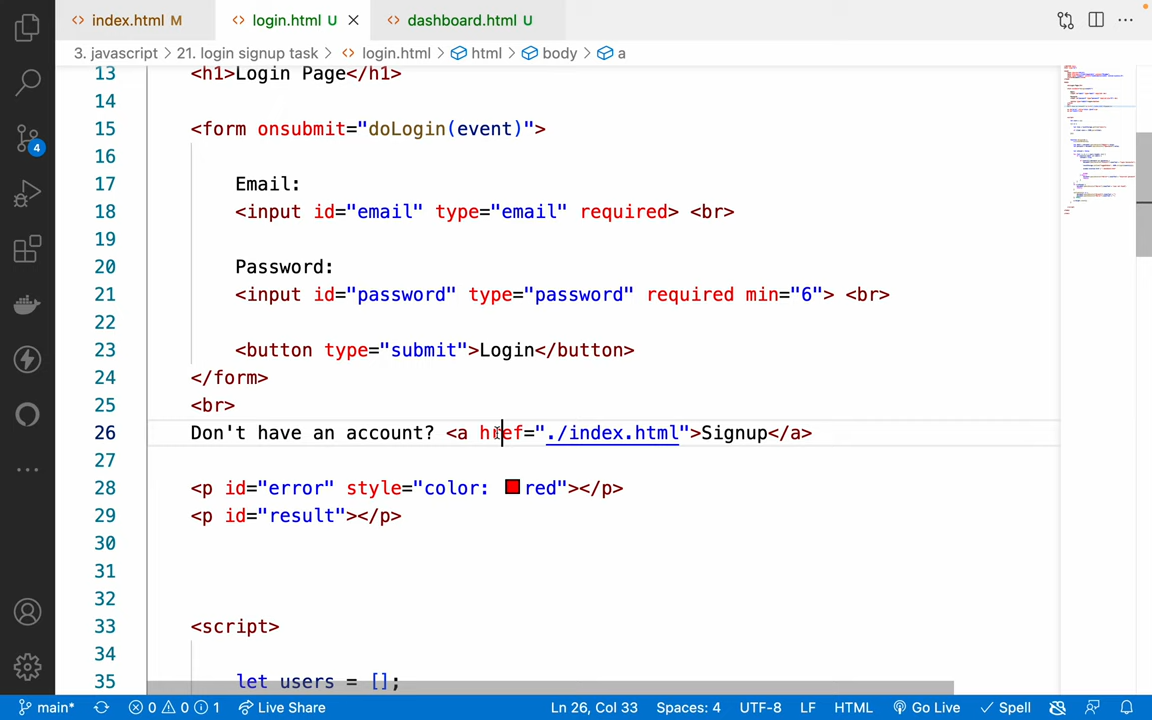 index.html M
login.html U
dashboard.html U
3. javascript > 21. login signup task > login.html > html > body > a
13 <h1>Login Page</h1>
14
15 <form onsubmit="doLogin(event)">
16
17 Email:
18 <input id="email" type="email" required> <br>
19
20 Password:
21 <input id="password" type="password" required min="6"> <br>
22
23 <button type="submit">Login</button>
24 </form>
25 <br>
26 Don't have an account? <a href="./index.html">Signup</a>
28 <p id="error" style="color: red"></p>
29 <p id="result"></p>
30
31
32
33 <script>
34
35 let users = [];
4
main* 0 0 1 Live Share Ln 26, Col 33 Spaces: 4 UTF-8 LF HTML Go Live Spell